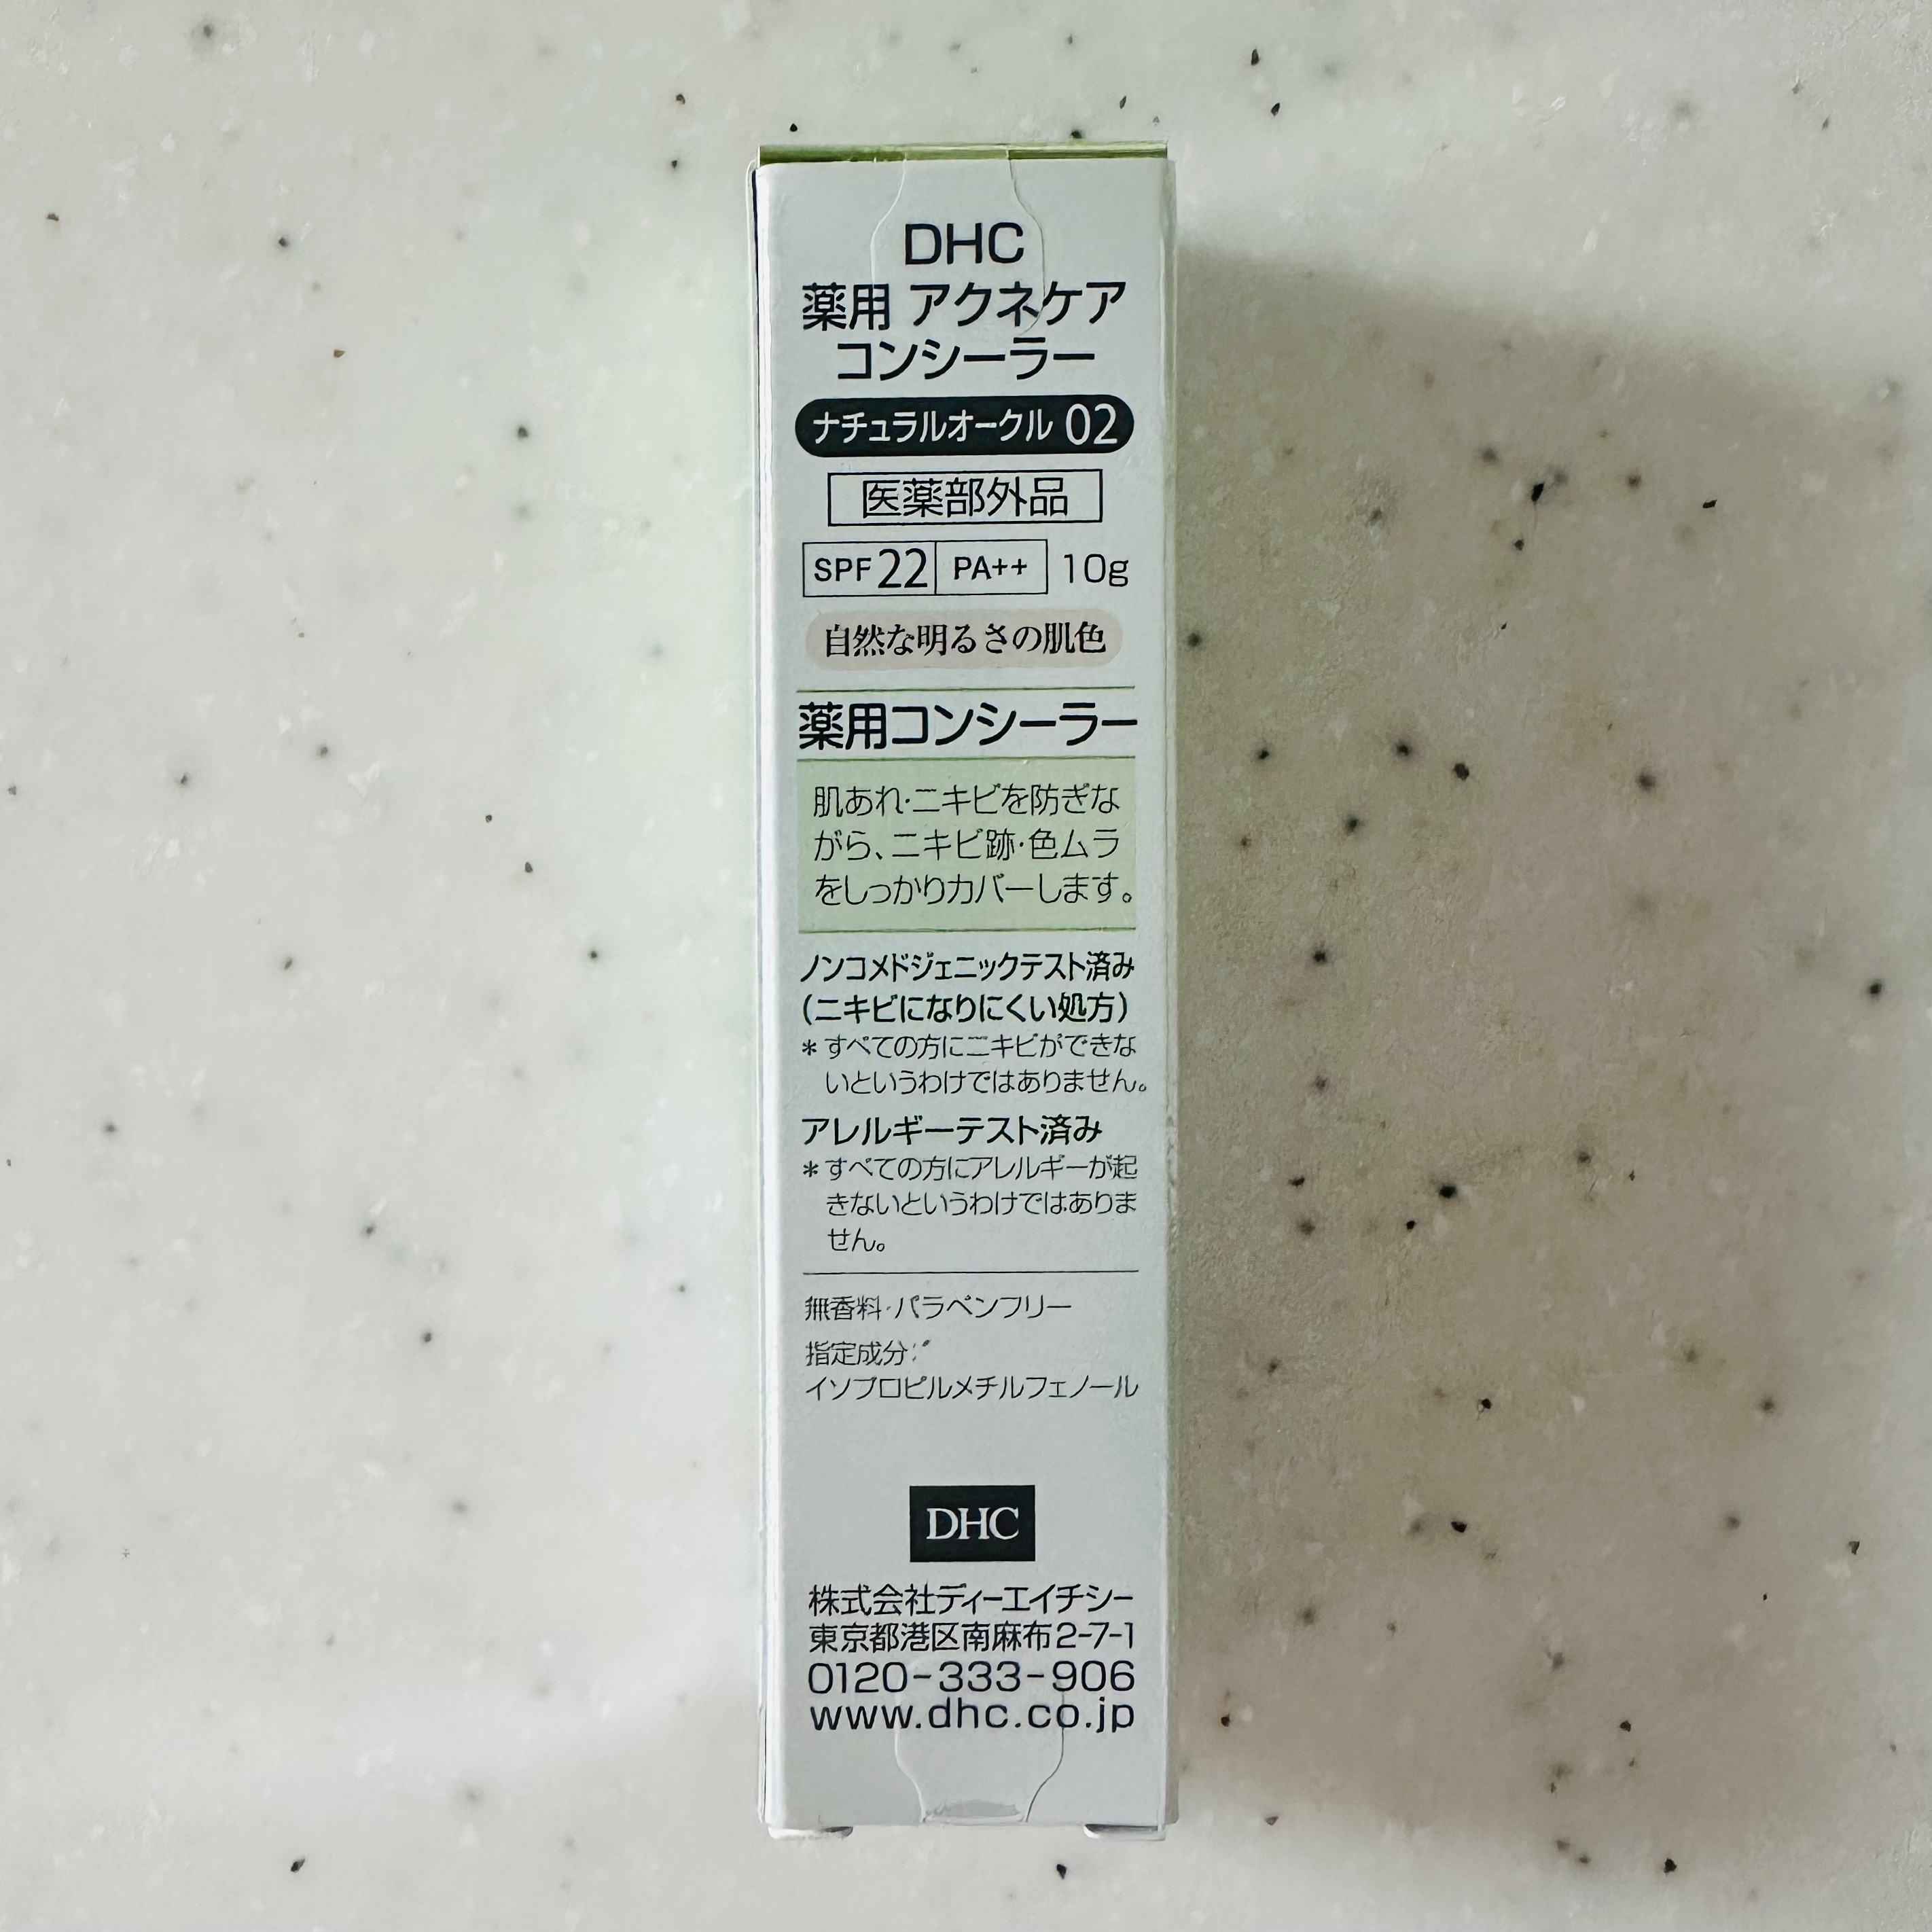 DHC
薬用 アクネケア
コンシーラー
ナチュラルオークル 02
医薬部外品
SPF22 PA++ 10g
自然な明るさの肌色
薬用コンシーラー
肌あれ・ニキビを防ぎな
がら、ニキビ跡・色ムラ
をしっかりカバーします。
ノンコメドジェニックテスト済み
(ニキビになりにくい処方)
*すべての方にニキビができな
いというわけではありません。
アレルギーテスト済み
*すべての方にアレルギーが起
きないというわけではありま
せん。
無香料・パラベンフリー
指定成分:
イソプロピルメチルフェノール
DHC
株式会社ディーエイチシー
東京都港区南麻布2-7-1
0120-333-906
www.dhc.co.jp